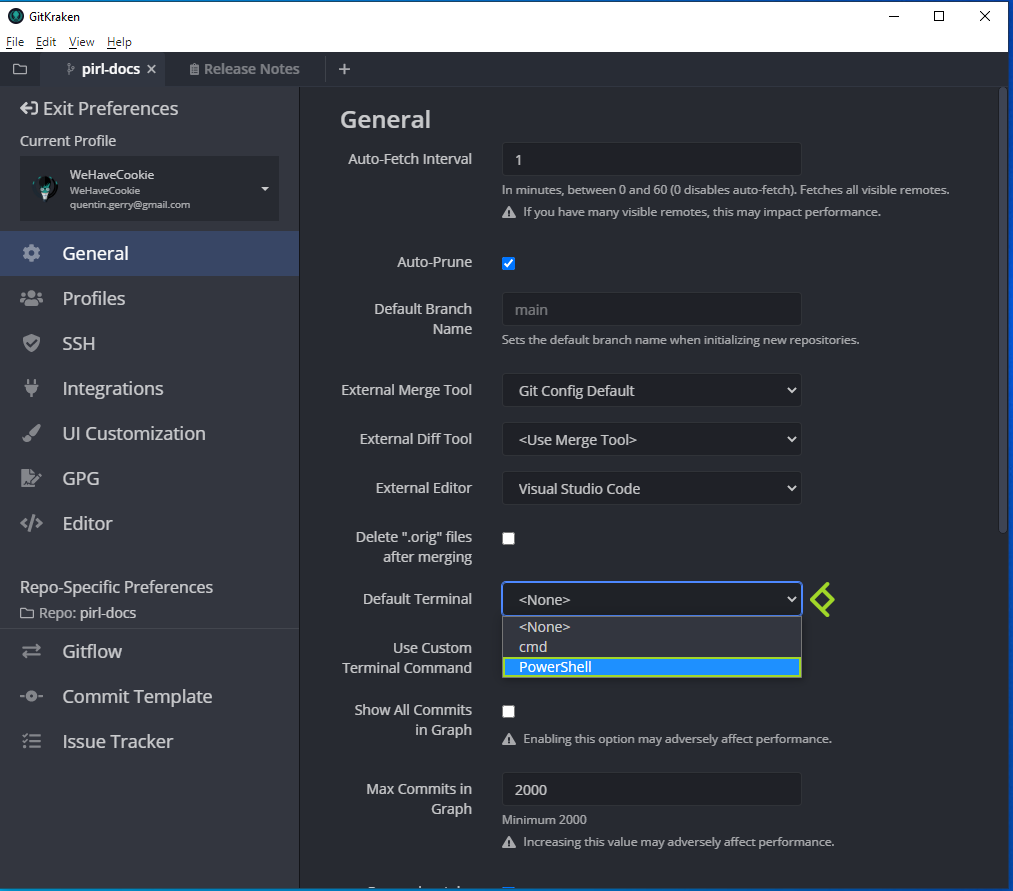 GitKraken
File Edit View Help
pirl-docs Release Notes
Exit Preferences
Current Profile
WeHaveCookie
WeHaveCookie
quentin.gerry@gmail.com
General
Profiles
SSH
Integrations
UI Customization
GPG
Editor
Repo-Specific Preferences
Repo: pirl-docs
Gitflow
Commit Template
Issue Tracker
General
Auto-Fetch Interval
1
In minutes, between 0 and 60 (0 disables auto-fetch). Fetches all visible remotes.
If you have many visible remotes, this may impact performance.
Auto-Prune
Default Branch
Name
main
Sets the default branch name when initializing new repositories.
External Merge Tool
Git Config Default
External Diff Tool
<Use Merge Tool>
External Editor
Visual Studio Code
Delete ".orig" files
after merging
Default Terminal
<None>
<None>
cmd
PowerShell
Use Custom
Terminal Command
Show All Commits
in Graph
Enabling this option may adversely affect performance.
Max Commits in
Graph
2000
Minimum 2000
Increasing this value may adversely affect performance.